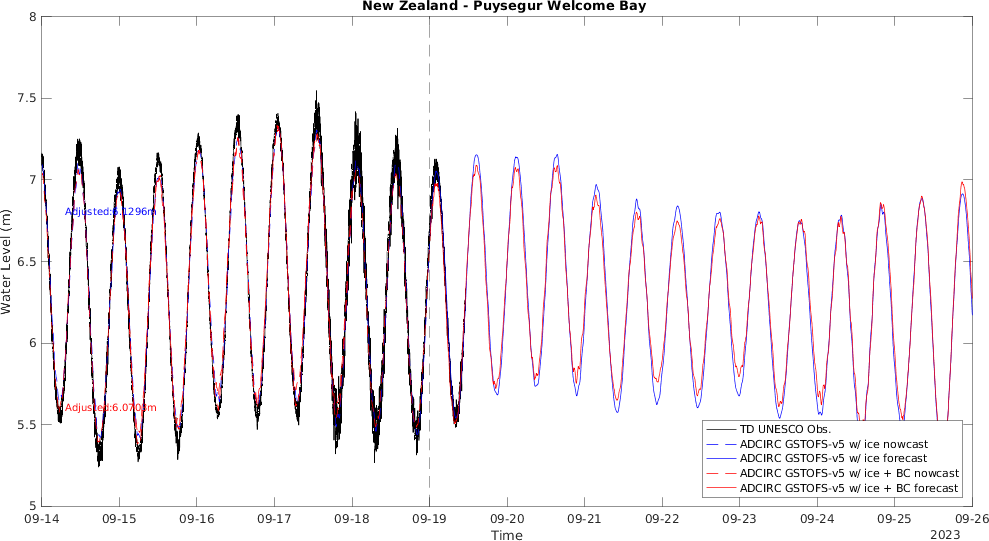 New Zealand - Puysegur Welcome Bay
8
7.5
7
6.5
6
5.5
5
Water Level (m)
Adjusted:6.1296m
TD UNESCO Obs.
ADCIRC GSTOFS-v5 w/ ice nowcast
ADCIRC GSTOFS-v5 w/ ice forecast
ADCIRC GSTOFS-v5 w/ ice + BC nowcast
ADCIRC GSTOFS-v5 w/ ice + BC forecast
09-14 09-15 09-16 09-17 09-18 09-19 09-20 09-21 09-22 09-23 09-24 09-25 09-26
Time
2023